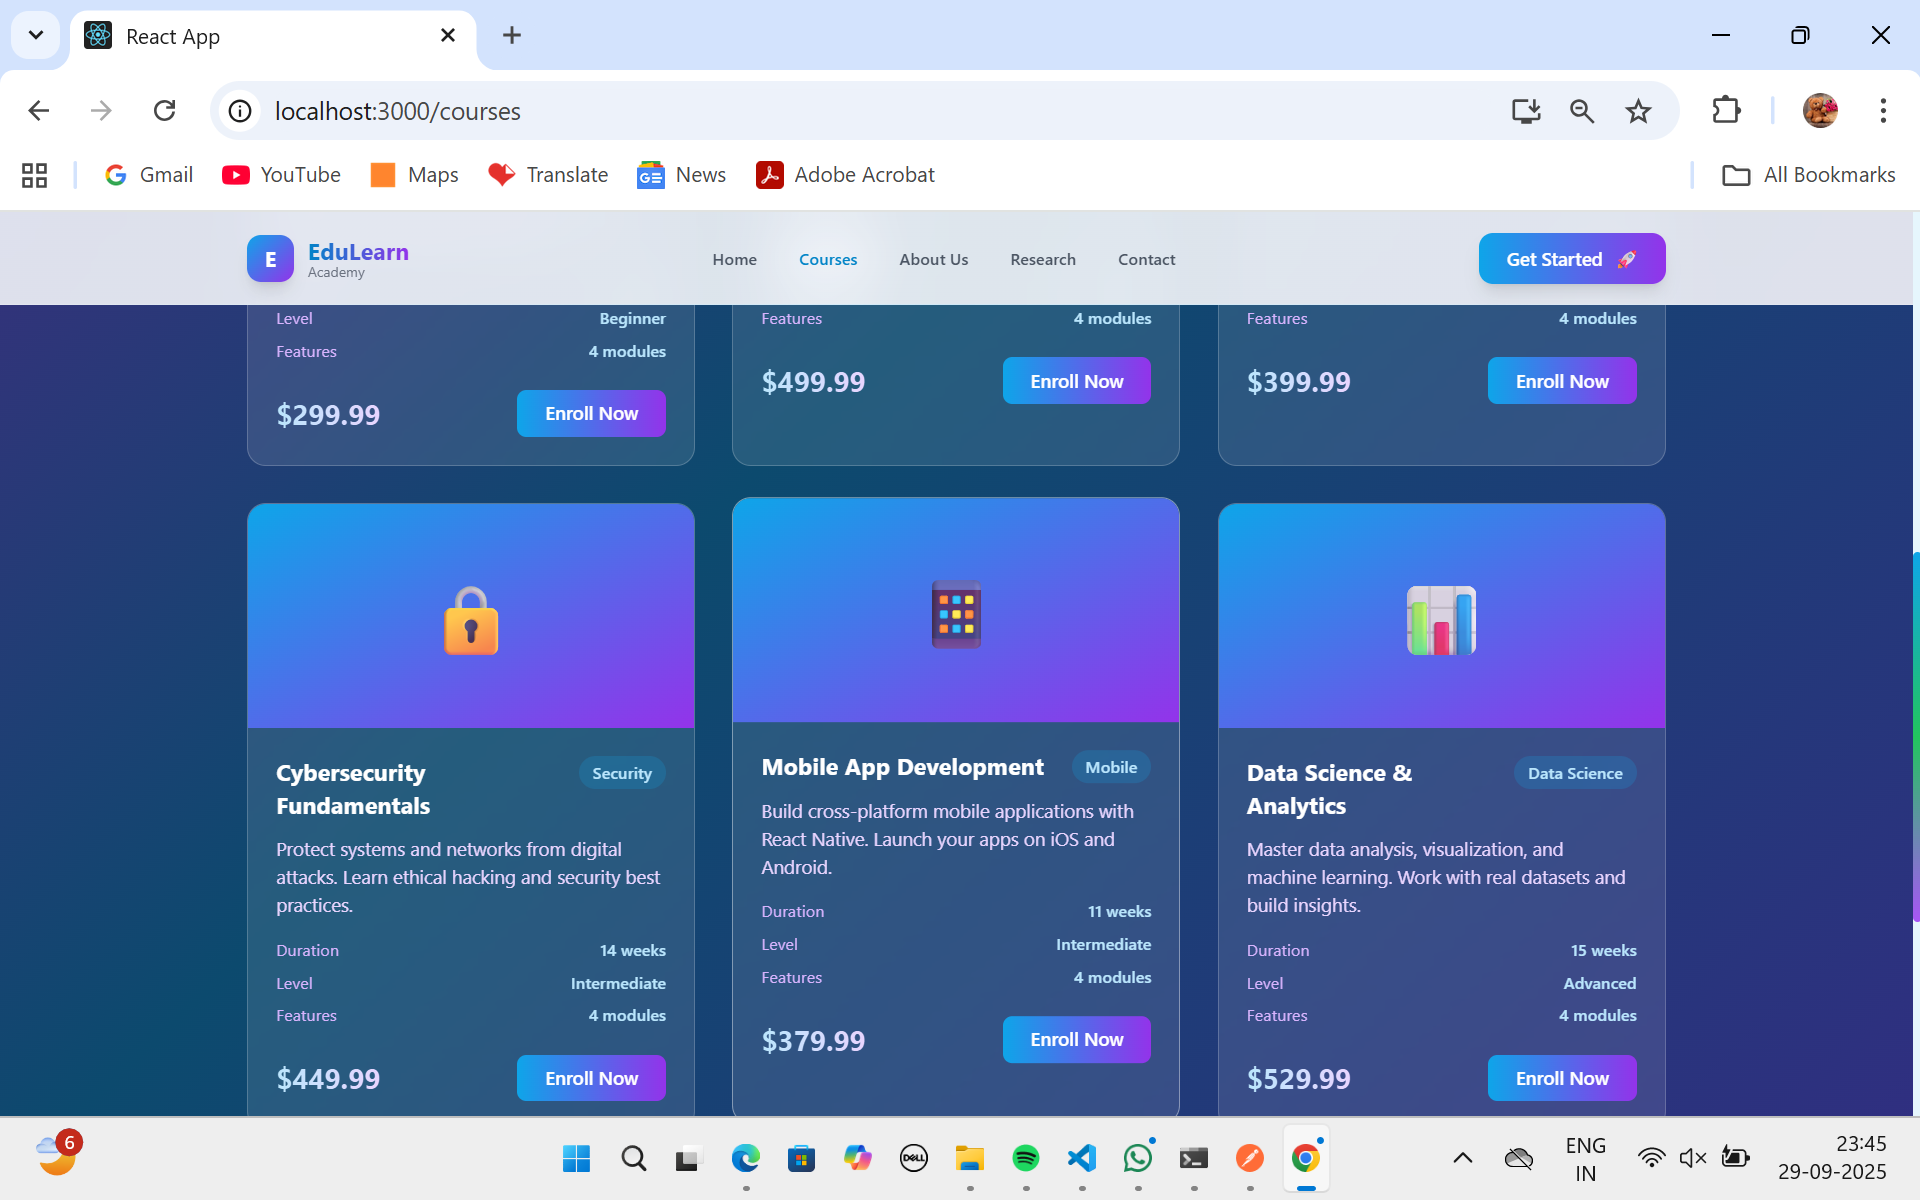 React App
localhost:3000/courses
Gmail
YouTube
Maps
Translate
News
Adobe Acrobat
All Bookmarks
E
EduLearn
Academy
Home
Courses
About Us
Research
Contact
Get Started
Level
Beginner
Features
4 modules
$299.99
Enroll Now
Features
4 modules
$499.99
Enroll Now
Features
4 modules
$399.99
Enroll Now
Cybersecurity
Fundamentals
Security
Protect systems and networks from digital
attacks. Learn ethical hacking and security best
practices.
Duration
14 weeks
Level
Intermediate
Features
4 modules
$449.99
Enroll Now
Mobile App Development
Mobile
Build cross-platform mobile applications with
React Native. Launch your apps on iOS and
Android.
Duration
11 weeks
Level
Intermediate
Features
4 modules
$379.99
Enroll Now
Data Science &
Analytics
Data Science
Master data analysis, visualization, and
machine learning. Work with real datasets and
build insights.
Duration
15 weeks
Level
Advanced
Features
4 modules
$529.99
Enroll Now
6
DELL
ENG
IN
23:45
29-09-2025